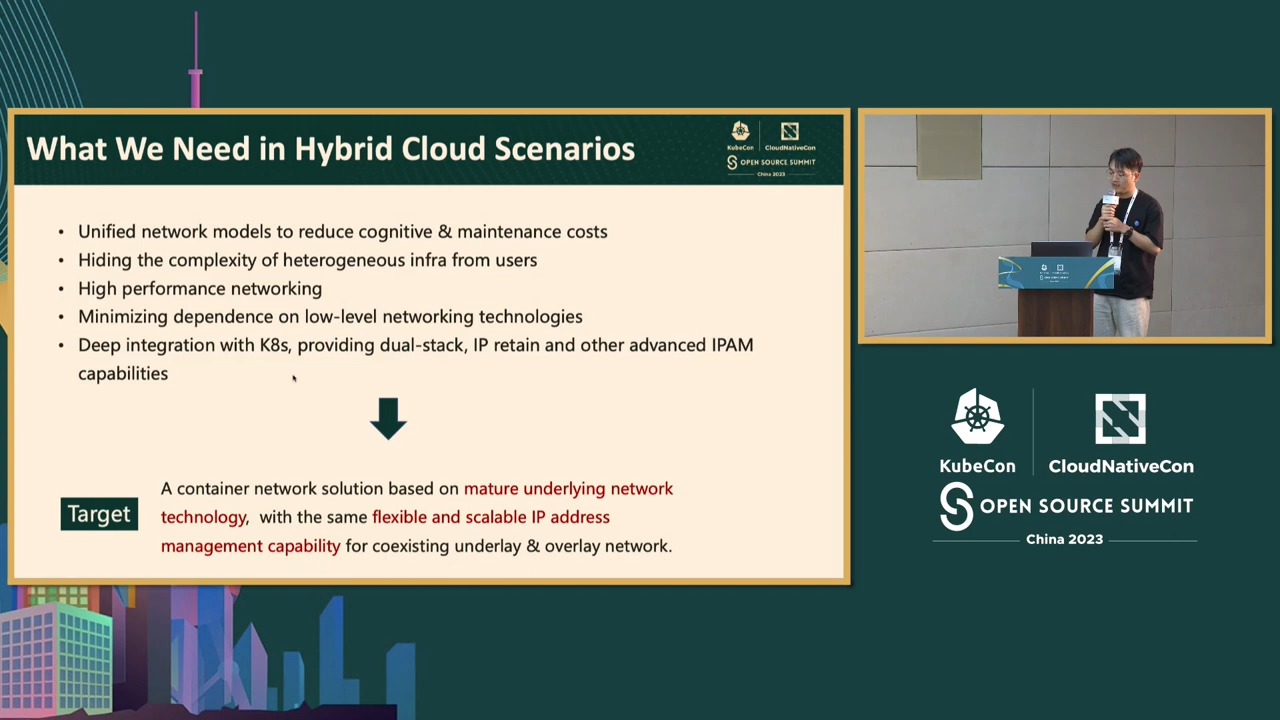 What We Need in Hybrid Cloud Scenarios
KubeCon
CloudNativeCon
OPEN SOURCE SUMMIT
China 2023
• Unified network models to reduce cognitive & maintenance costs
• Hiding the complexity of heterogeneous infra from users
• High performance networking
• Minimizing dependence on low-level networking technologies
• Deep integration with K8s, providing dual-stack, IP retain and other advanced IPAM
capabilities
Target
A container network solution based on mature underlying network
technology, with the same flexible and scalable IP address
management capability for coexisting underlay & overlay network.
KubeCon
CloudNativeCon
OPEN SOURCE SUMMIT
China 2023